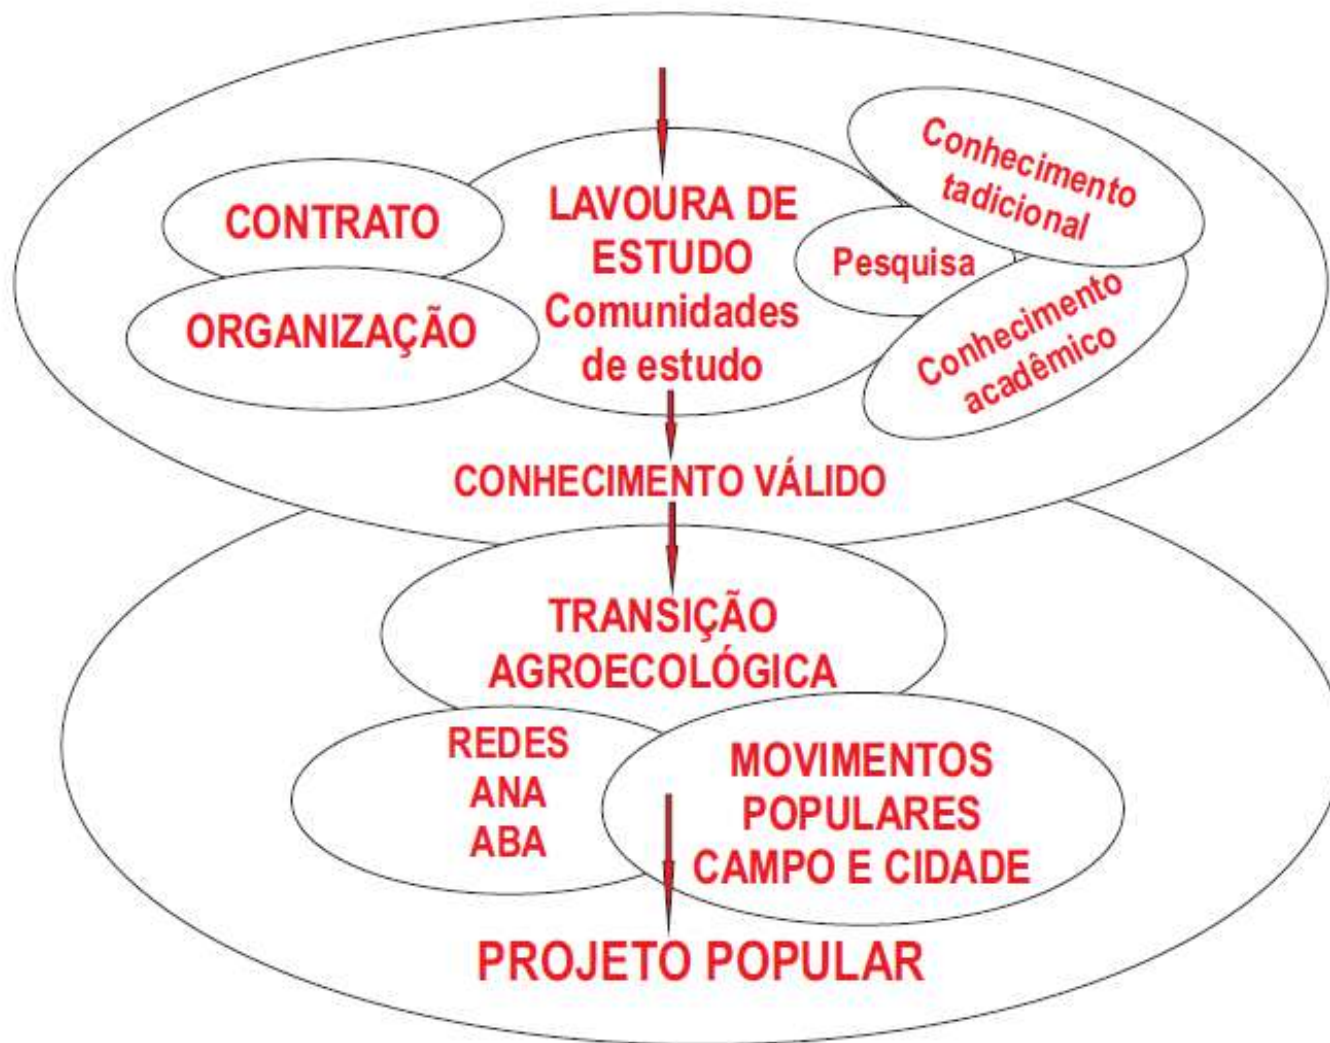 CONTRATO
ORGANIZAÇÃO
LAVOURA DE
ESTUDO
Comunidades
de estudo
Pesquisa
Conhecimento
tadicional
Conhecimento
acadêmico
CONHECIMENTO VÁLIDO
TRANSIÇÃO
AGROECOLÓGICA
REDES
ANA
ABA
MOVIMENTOS
POPULARES
CAMPO E CIDADE
PROJETO POPULAR